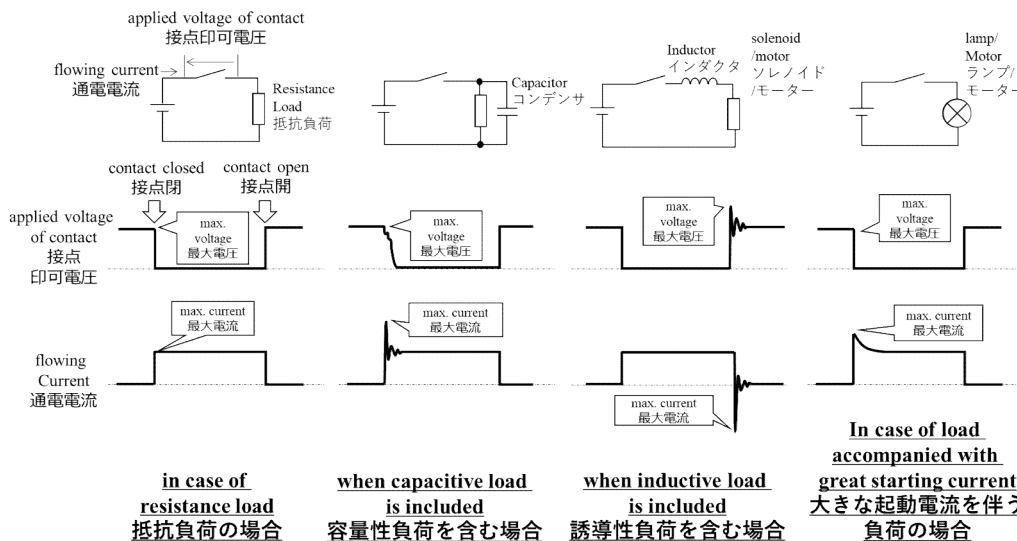 applied voltage of contact
接点印可電圧
flowing current
通電電流
Resistance
Load
抵抗負荷
Capacitor
コンデンサ
Inductor
インダクタ
solenoid
/motor
ソレノイド
/モーター
lamp/
Motor
ランプ/
モーター
contact closed
接点閉
contact open
接点開
applied voltage
of contact
接点
印可電圧
max.
voltage
最大電圧
max.
voltage
最大電圧
max.
voltage
最大電圧
max.
voltage
最大電圧
flowing
Current
通電電流
max. current
最大電流
max. current
最大電流
max. current
最大電流
max. current
最大電流
in case of
resistance load
抵抗負荷の場合
when capacitive load
is included
容量性負荷を含む場合
when inductive load
is included
誘導性負荷を含む場合
In case of load
accompanied with
great starting current
大きな起動電流を伴う
負荷の場合